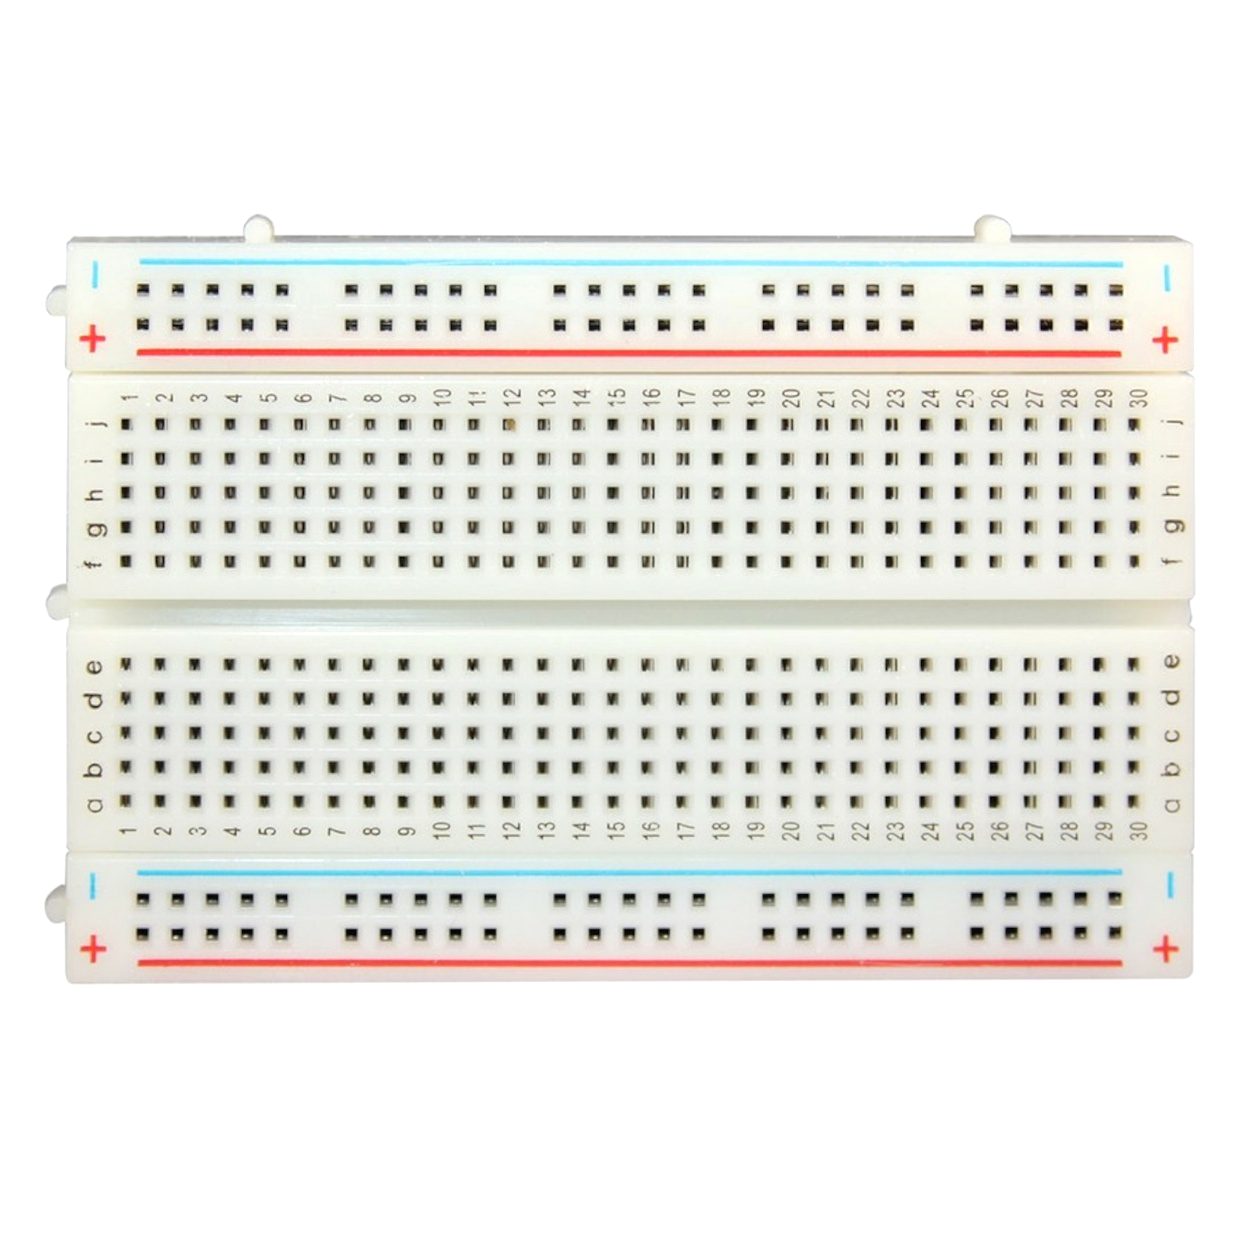 − −
+ +
1 2 3 4 5 6 7 8 9 10 11 12 13 14 15 16 17 18 19 20 21 22 23 24 25 26 27 28 29 30
j j
i i
h h
g g
f f
e e
d d
c c
b b
a a
1 2 3 4 5 6 7 8 9 10 11 12 13 14 15 16 17 18 19 20 21 22 23 24 25 26 27 28 29 30
− −
+ +